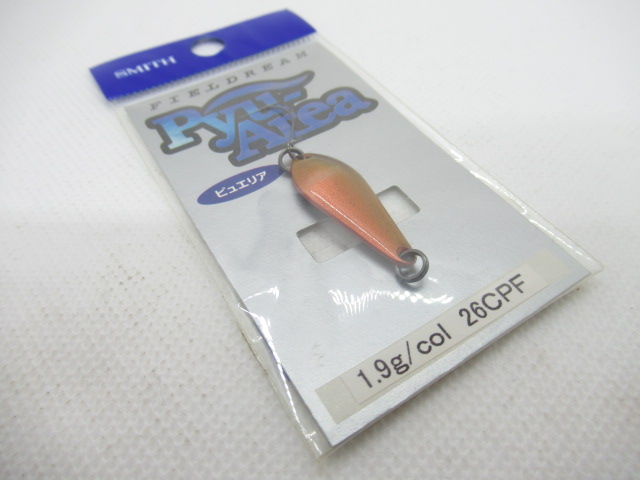 SMITH
FIELDREAM
Pyu-
Area
ピュエリア
1.9g/col 26CPF